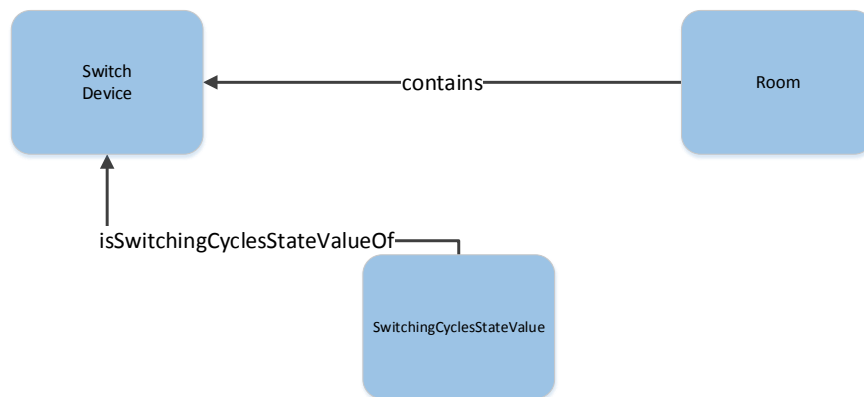 Switch
Device
contains
Room
isSwitchingCyclesStateValueOf
SwitchingCyclesStateValue